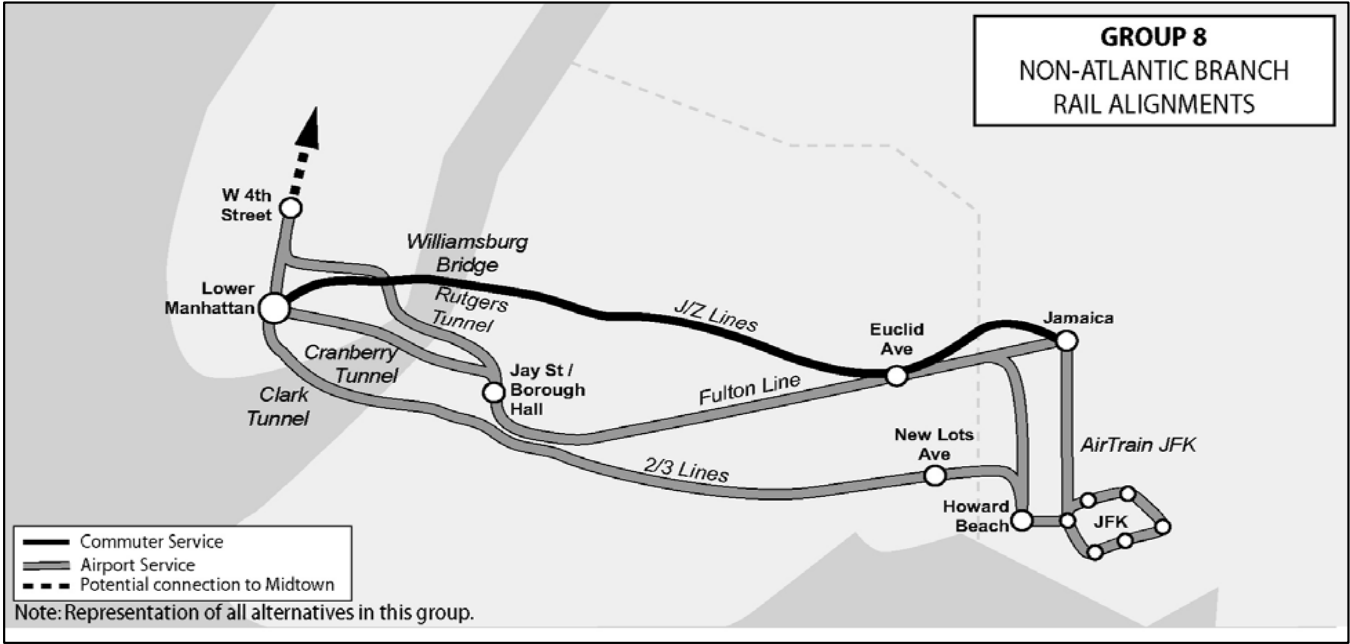 GROUP 8
NON-ATLANTIC BRANCH
RAIL ALIGNMENTS
W 4th
Street
Williamsburg
Bridge
Lower
Manhattan
Rutgers
Tunnel
J/Z Lines
Jamaica
Euclid
Ave
Cranberry
Tunnel
Jay St /
Borough
Hall
Clark
Tunnel
Fulton Line
New Lots
Ave
AirTrain JFK
2/3 Lines
Howard
Beach
JFK
Commuter Service
Airport Service
Potential connection to Midtown
Note: Representation of all alternatives in this group.